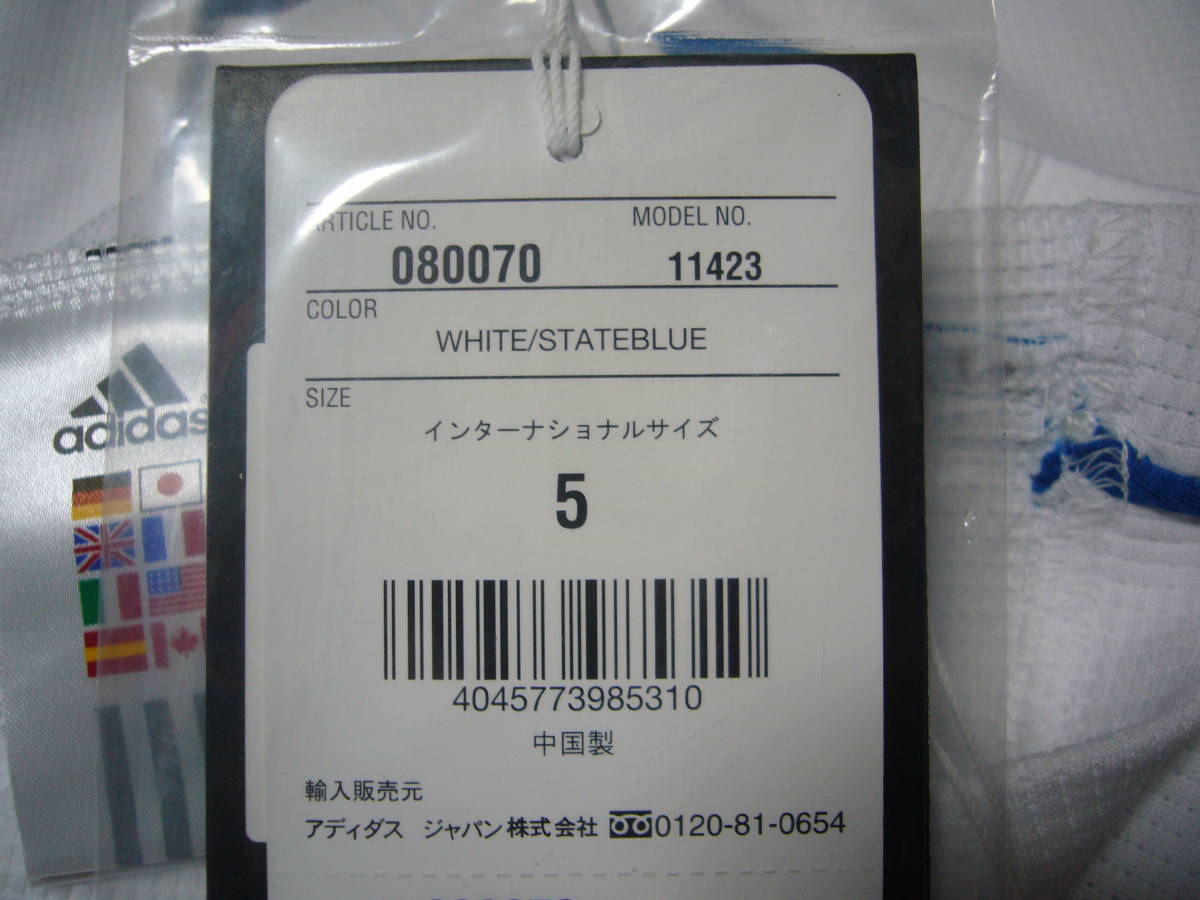 ARTICLE NO. MODEL NO.
080070 11423
COLOR
WHITE/STATEBLUE
SIZE
インターナショナルサイズ
5
4045773985310
中国製
輸入販売元
アディダス ジャパン株式会社 0120-81-0654
adidas